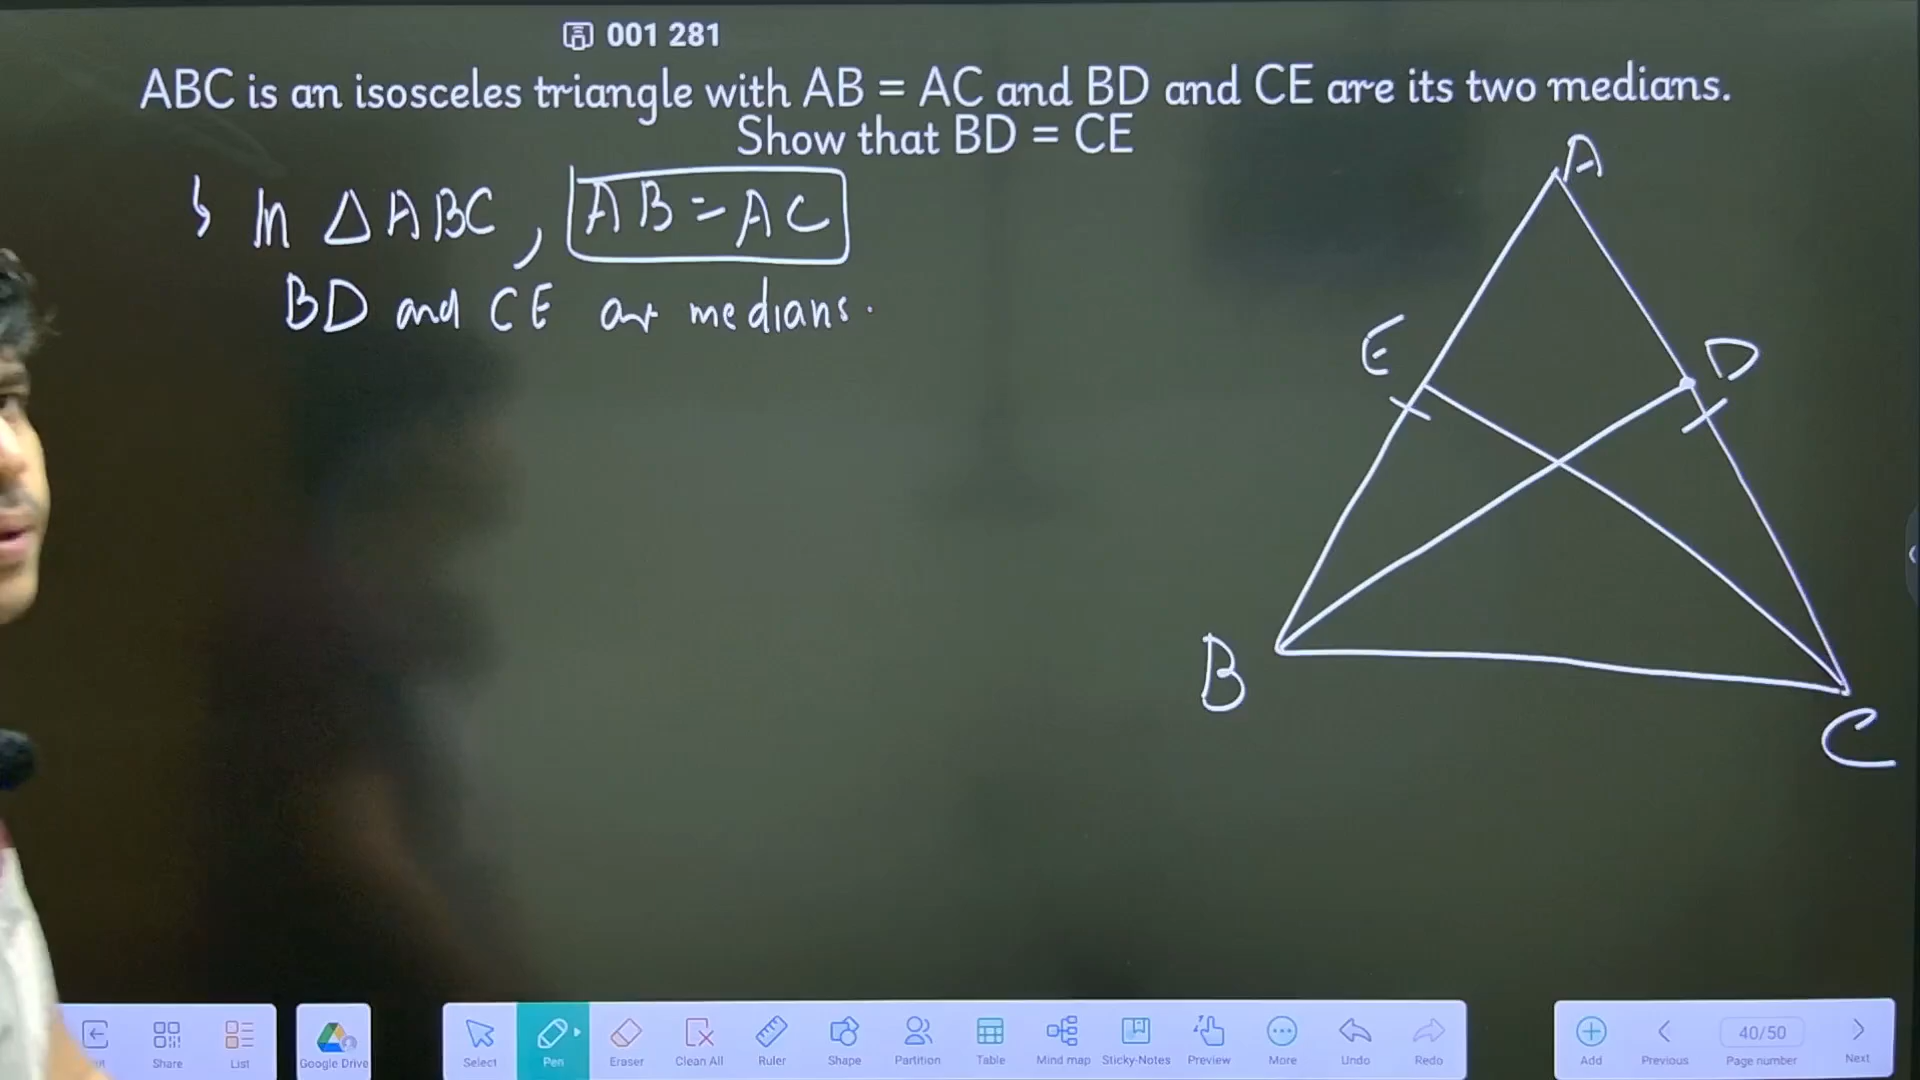 001 281
ABC is an isosceles triangle with AB = AC and BD and CE are its two medians.
Show that BD = CE
In △ABC, AB = AC
BD and CE are medians.
A
E
D
B
C
Share
List
Google Drive
Select
Pen
Eraser
Clean All
Ruler
Shape
Partition
Table
Mind map
Sticky-Notes
Preview
More
Undo
Redo
Add
Previous
40/50
Page number
Next